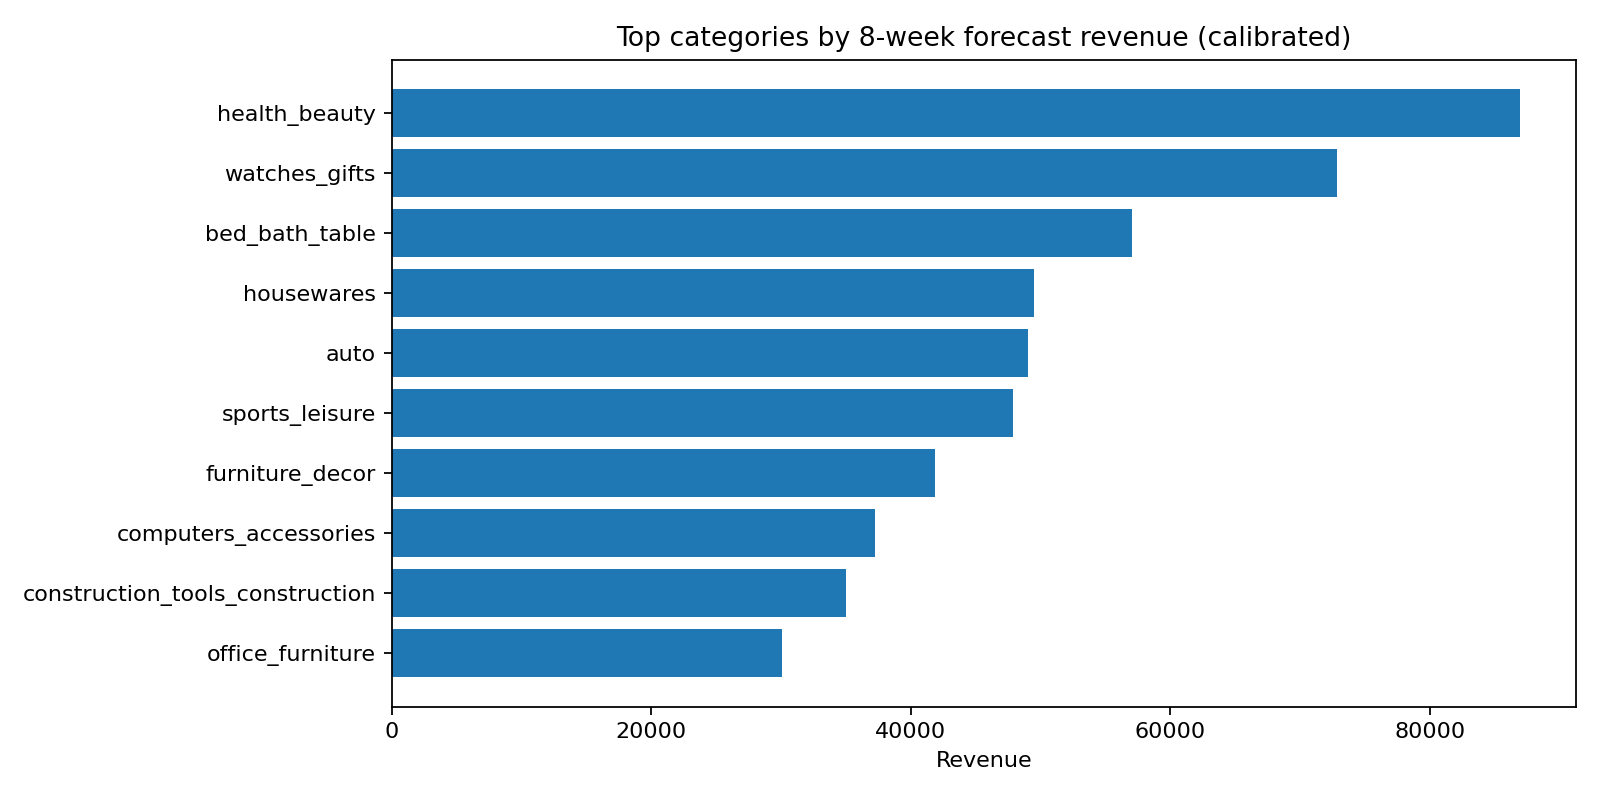 Top categories by 8-week forecast revenue (calibrated)
health_beauty
watches_gifts
bed_bath_table
housewares
auto
sports_leisure
furniture_decor
computers_accessories
construction_tools_construction
office_furniture
0 20000 40000 60000 80000
Revenue